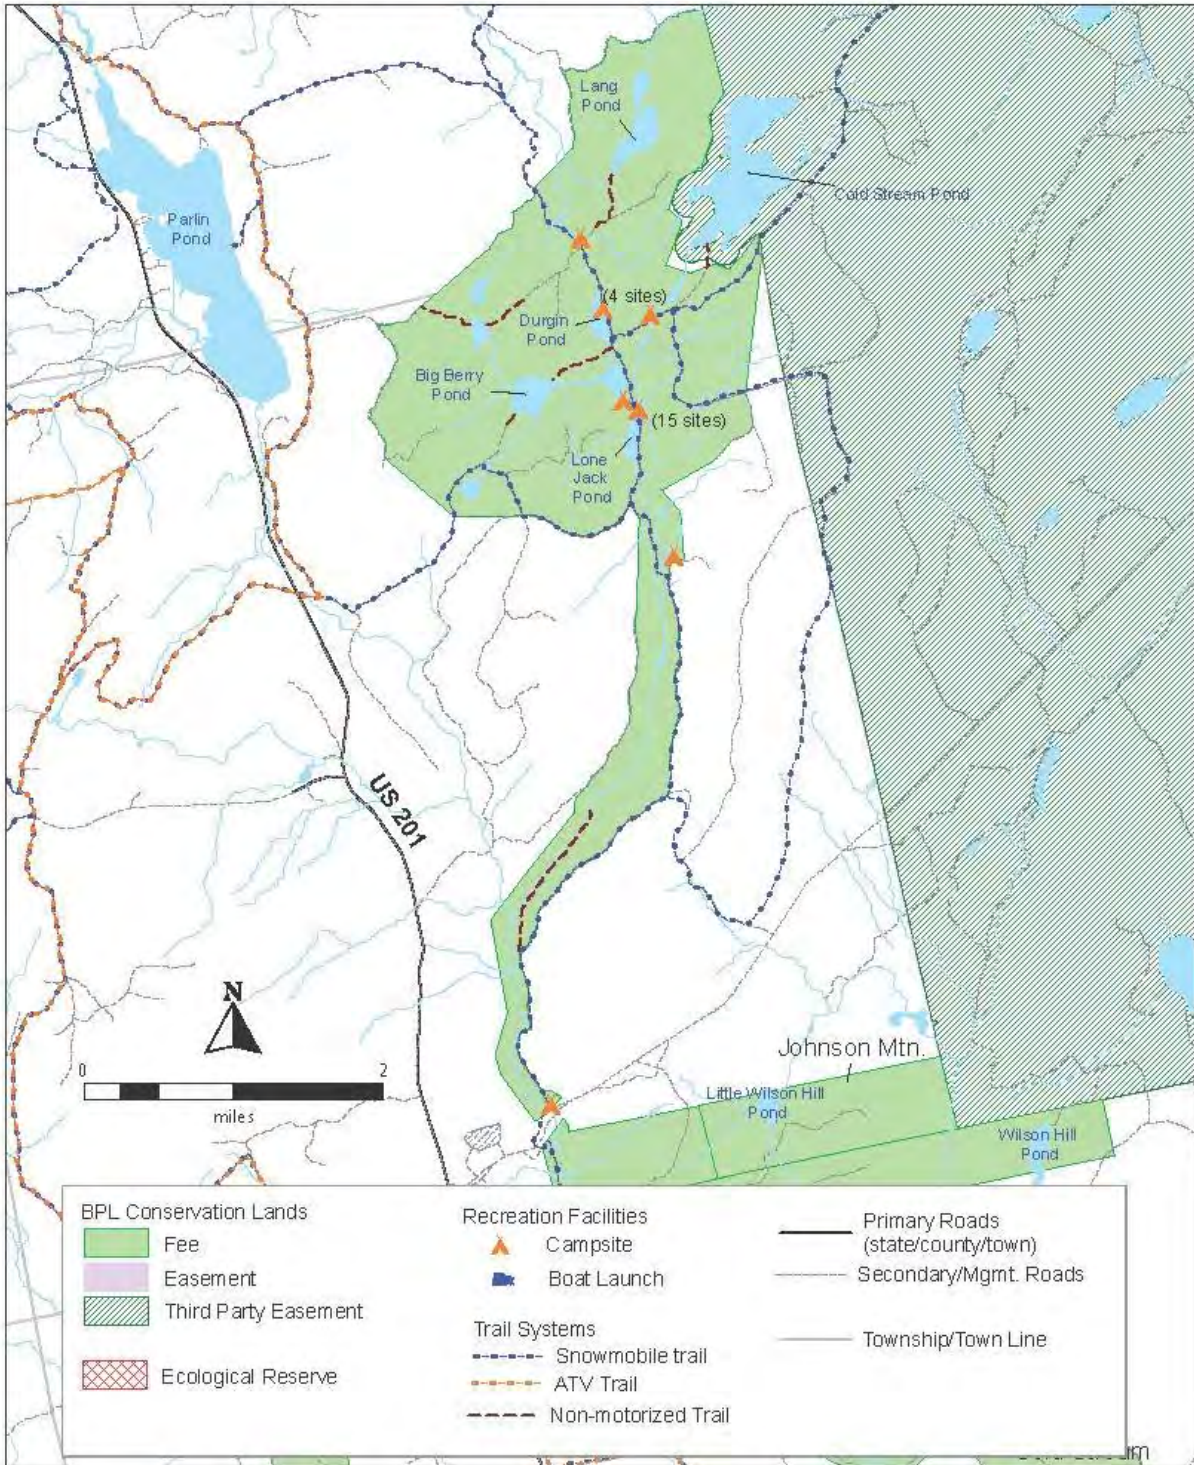 Lang
Pond
Cold Stream Pond
Parlin
Pond
(4 sites)
Durgin
Pond
Big Berry
Pond
(15 sites)
Lone
Jack
Pond
US 201
N
0
2
miles
Johnson Mtn.
Little Wilson Hill
Pond
Wilson Hill
Pond
BPL Conservation Lands
Fee
Easement
Third Party Easement
Ecological Reserve
Recreation Facilities
Campsite
Boat Launch
Trail Systems
Snowmobile trail
ATV Trail
Non-motorized Trail
Primary Roads
(state/county/town)
Secondary/Mgmt. Roads
Township/Town Line